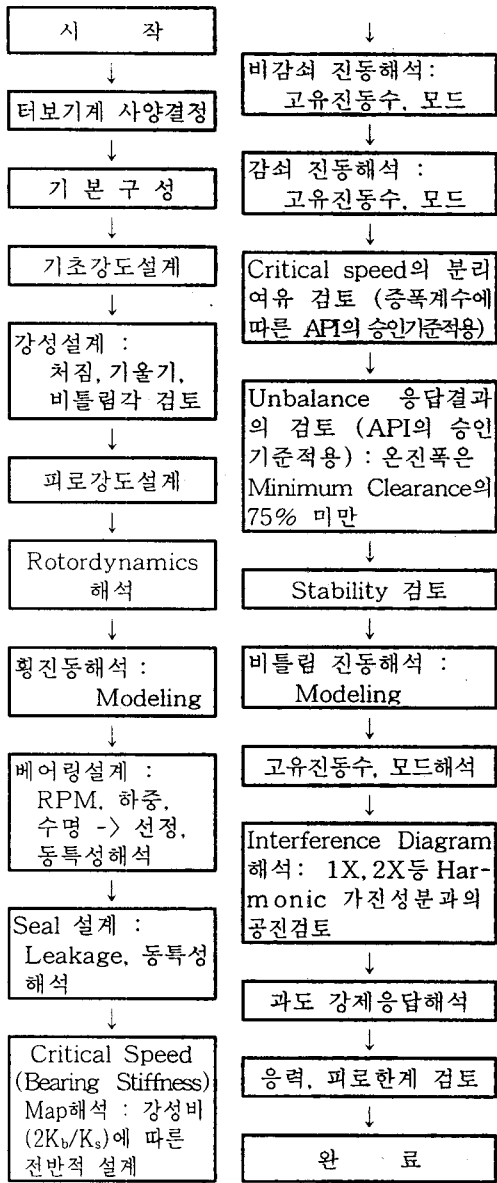 시 작
터보기계 사양결정
기 본 구 성
기초강도설계
강성설계 :
처짐, 기울기,
비틀림각 검토
피로강도설계
Rotordynamics
해석
횡진동해석 :
Modeling
베어링설계 :
RPM, 하중,
수명 -> 선정,
동특성해석
Seal 설계 :
Leakage, 동특성
해석
Critical Speed
(Bearing Stiffness)
Map해석 : 강성비
(2Kb/Ks)에 따른
전반적 설계
비감쇠 진동해석:
고유진동수, 모드
감쇠 진동해석 :
고유진동수, 모드
Critical speed의 분리
여유 검토 (증폭계수에
따른 API의 승인기준적용)
Unbalance 응답결과
의 검토 (API의 승인
기준적용) : 온진폭은
Minimum Clearance의
75% 미만
Stability 검토
비틀림 진동해석 :
Modeling
고유진동수, 모드해석
Interference Diagram
해석: 1X, 2X등 Har-
monic 가진성분과의
공진검토
과도 강제응답해석
응력, 피로한계 검토
완 료